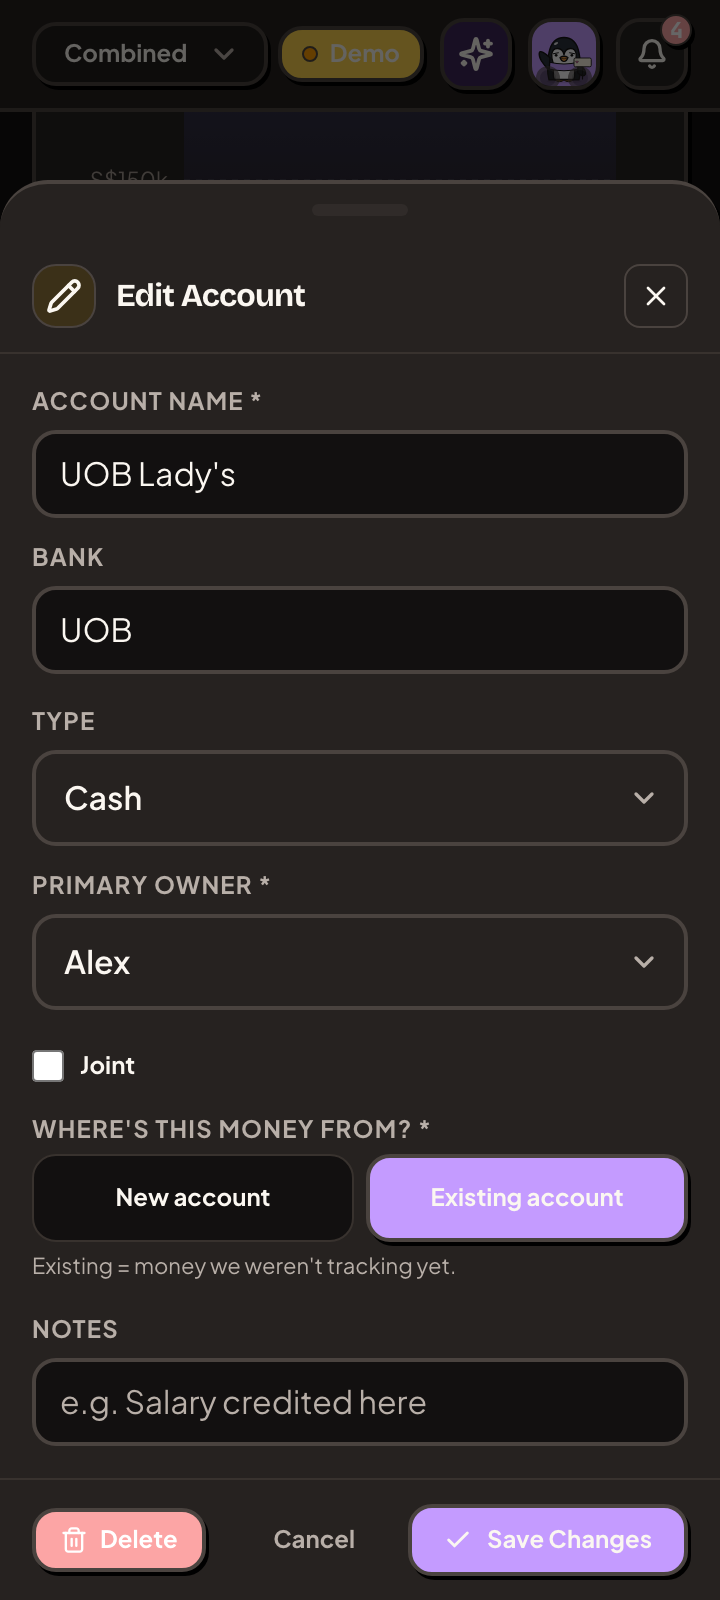 Combined
Demo
4
S$150k
Edit Account
ACCOUNT NAME *
UOB Lady's
BANK
UOB
TYPE
Cash
PRIMARY OWNER *
Alex
Joint
WHERE'S THIS MONEY FROM? *
New account
Existing account
Existing = money we weren't tracking yet.
NOTES
e.g. Salary credited here
Delete
Cancel
Save Changes